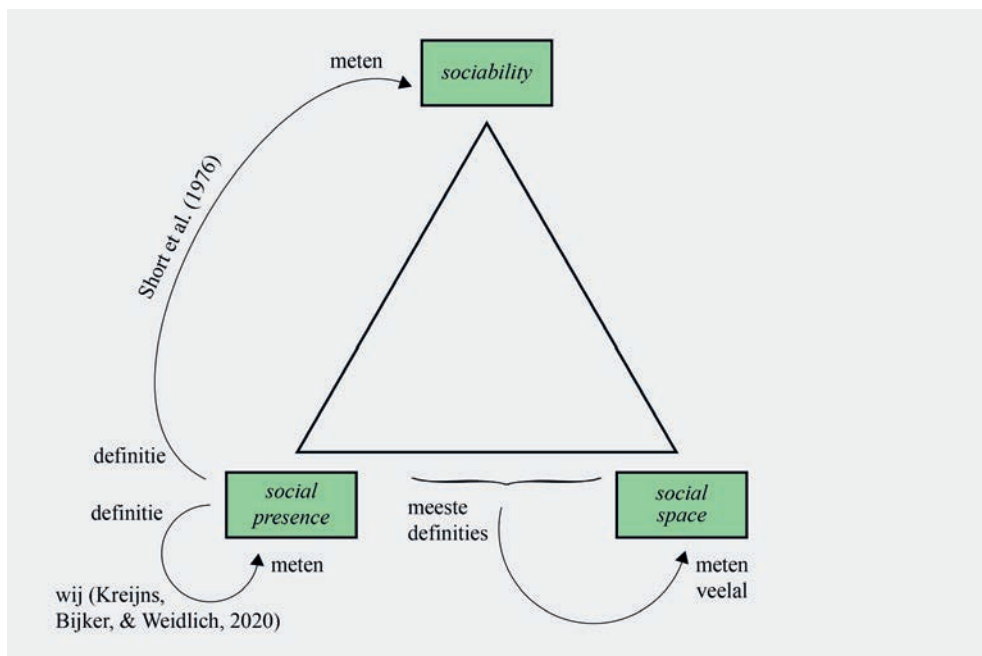 meten
sociability
Short et al. (1976)
definitie
definitie
social
presence
meten
wij (Kreijns,
Bijker, & Weidlich, 2020)
meeste
definities
social
space
meten
veelal